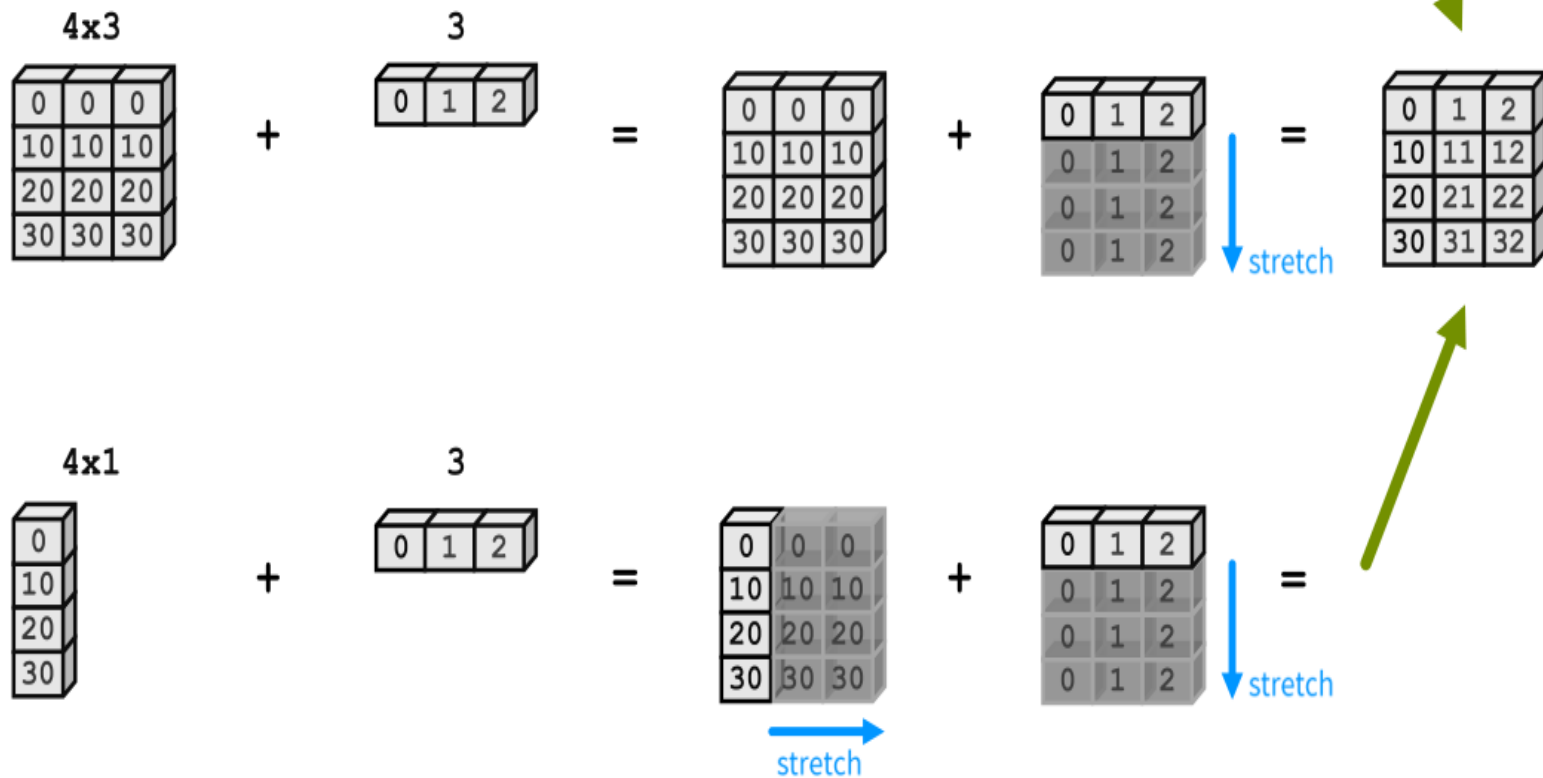 4x3 3
0 0 0 + 0 1 2 = 0 0 0 + 0 1 2 = 0 1 2
10 10 10 10 10 10 0 1 2 10 11 12
20 20 20 20 20 20 0 1 2 20 21 22
30 30 30 30 30 30 0 1 2 30 31 32
stretch
4x1 3
0 + 0 1 2 = 0 0 0 + 0 1 2 =
10 10 10 10 0 1 2
20 20 20 20 0 1 2
30 30 30 30 0 1 2
stretch
stretch